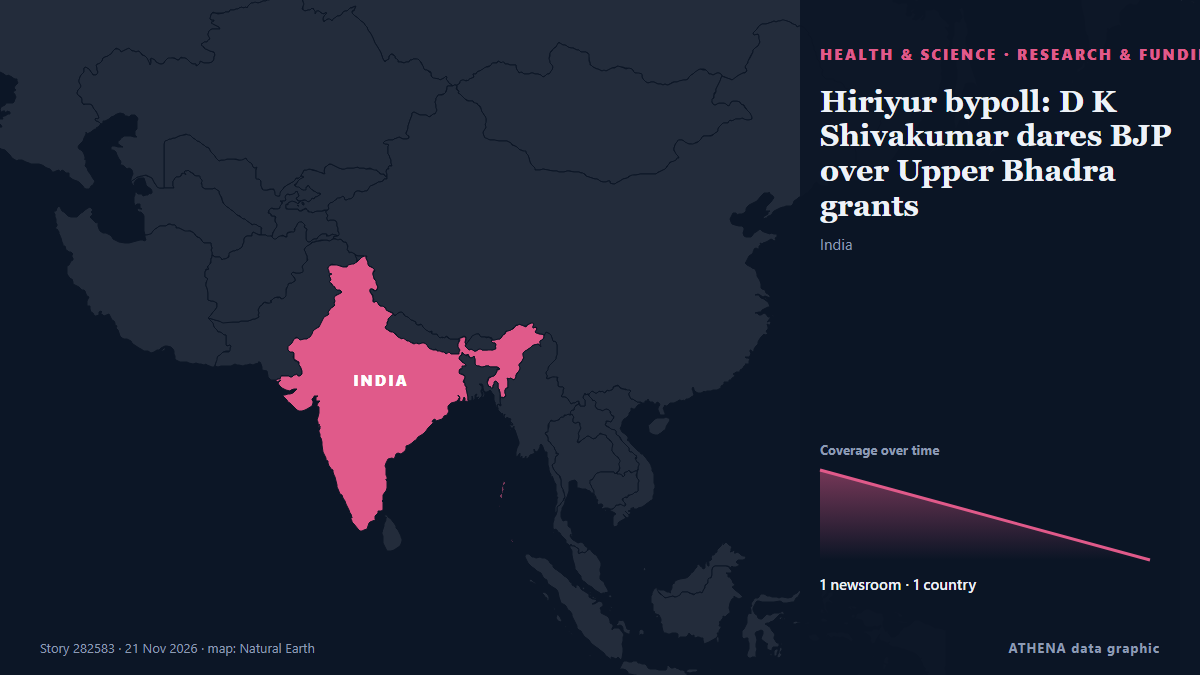 HEALTH & SCIENCE · RESEARCH &
Hiriyur bypoll: D K
Shivakumar dares BJP
over Upper Bhadra
grants
India
INDIA
Coverage over time
1 newsroom · 1 country
Story 282583 · 21 Nov 2026 · map: Natural Earth
ATHENA data graphic